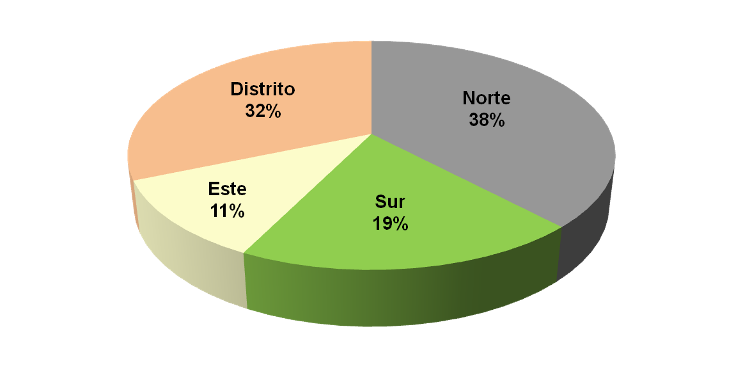 Distrito
32%
Norte
38%
Este
11%
Sur
19%